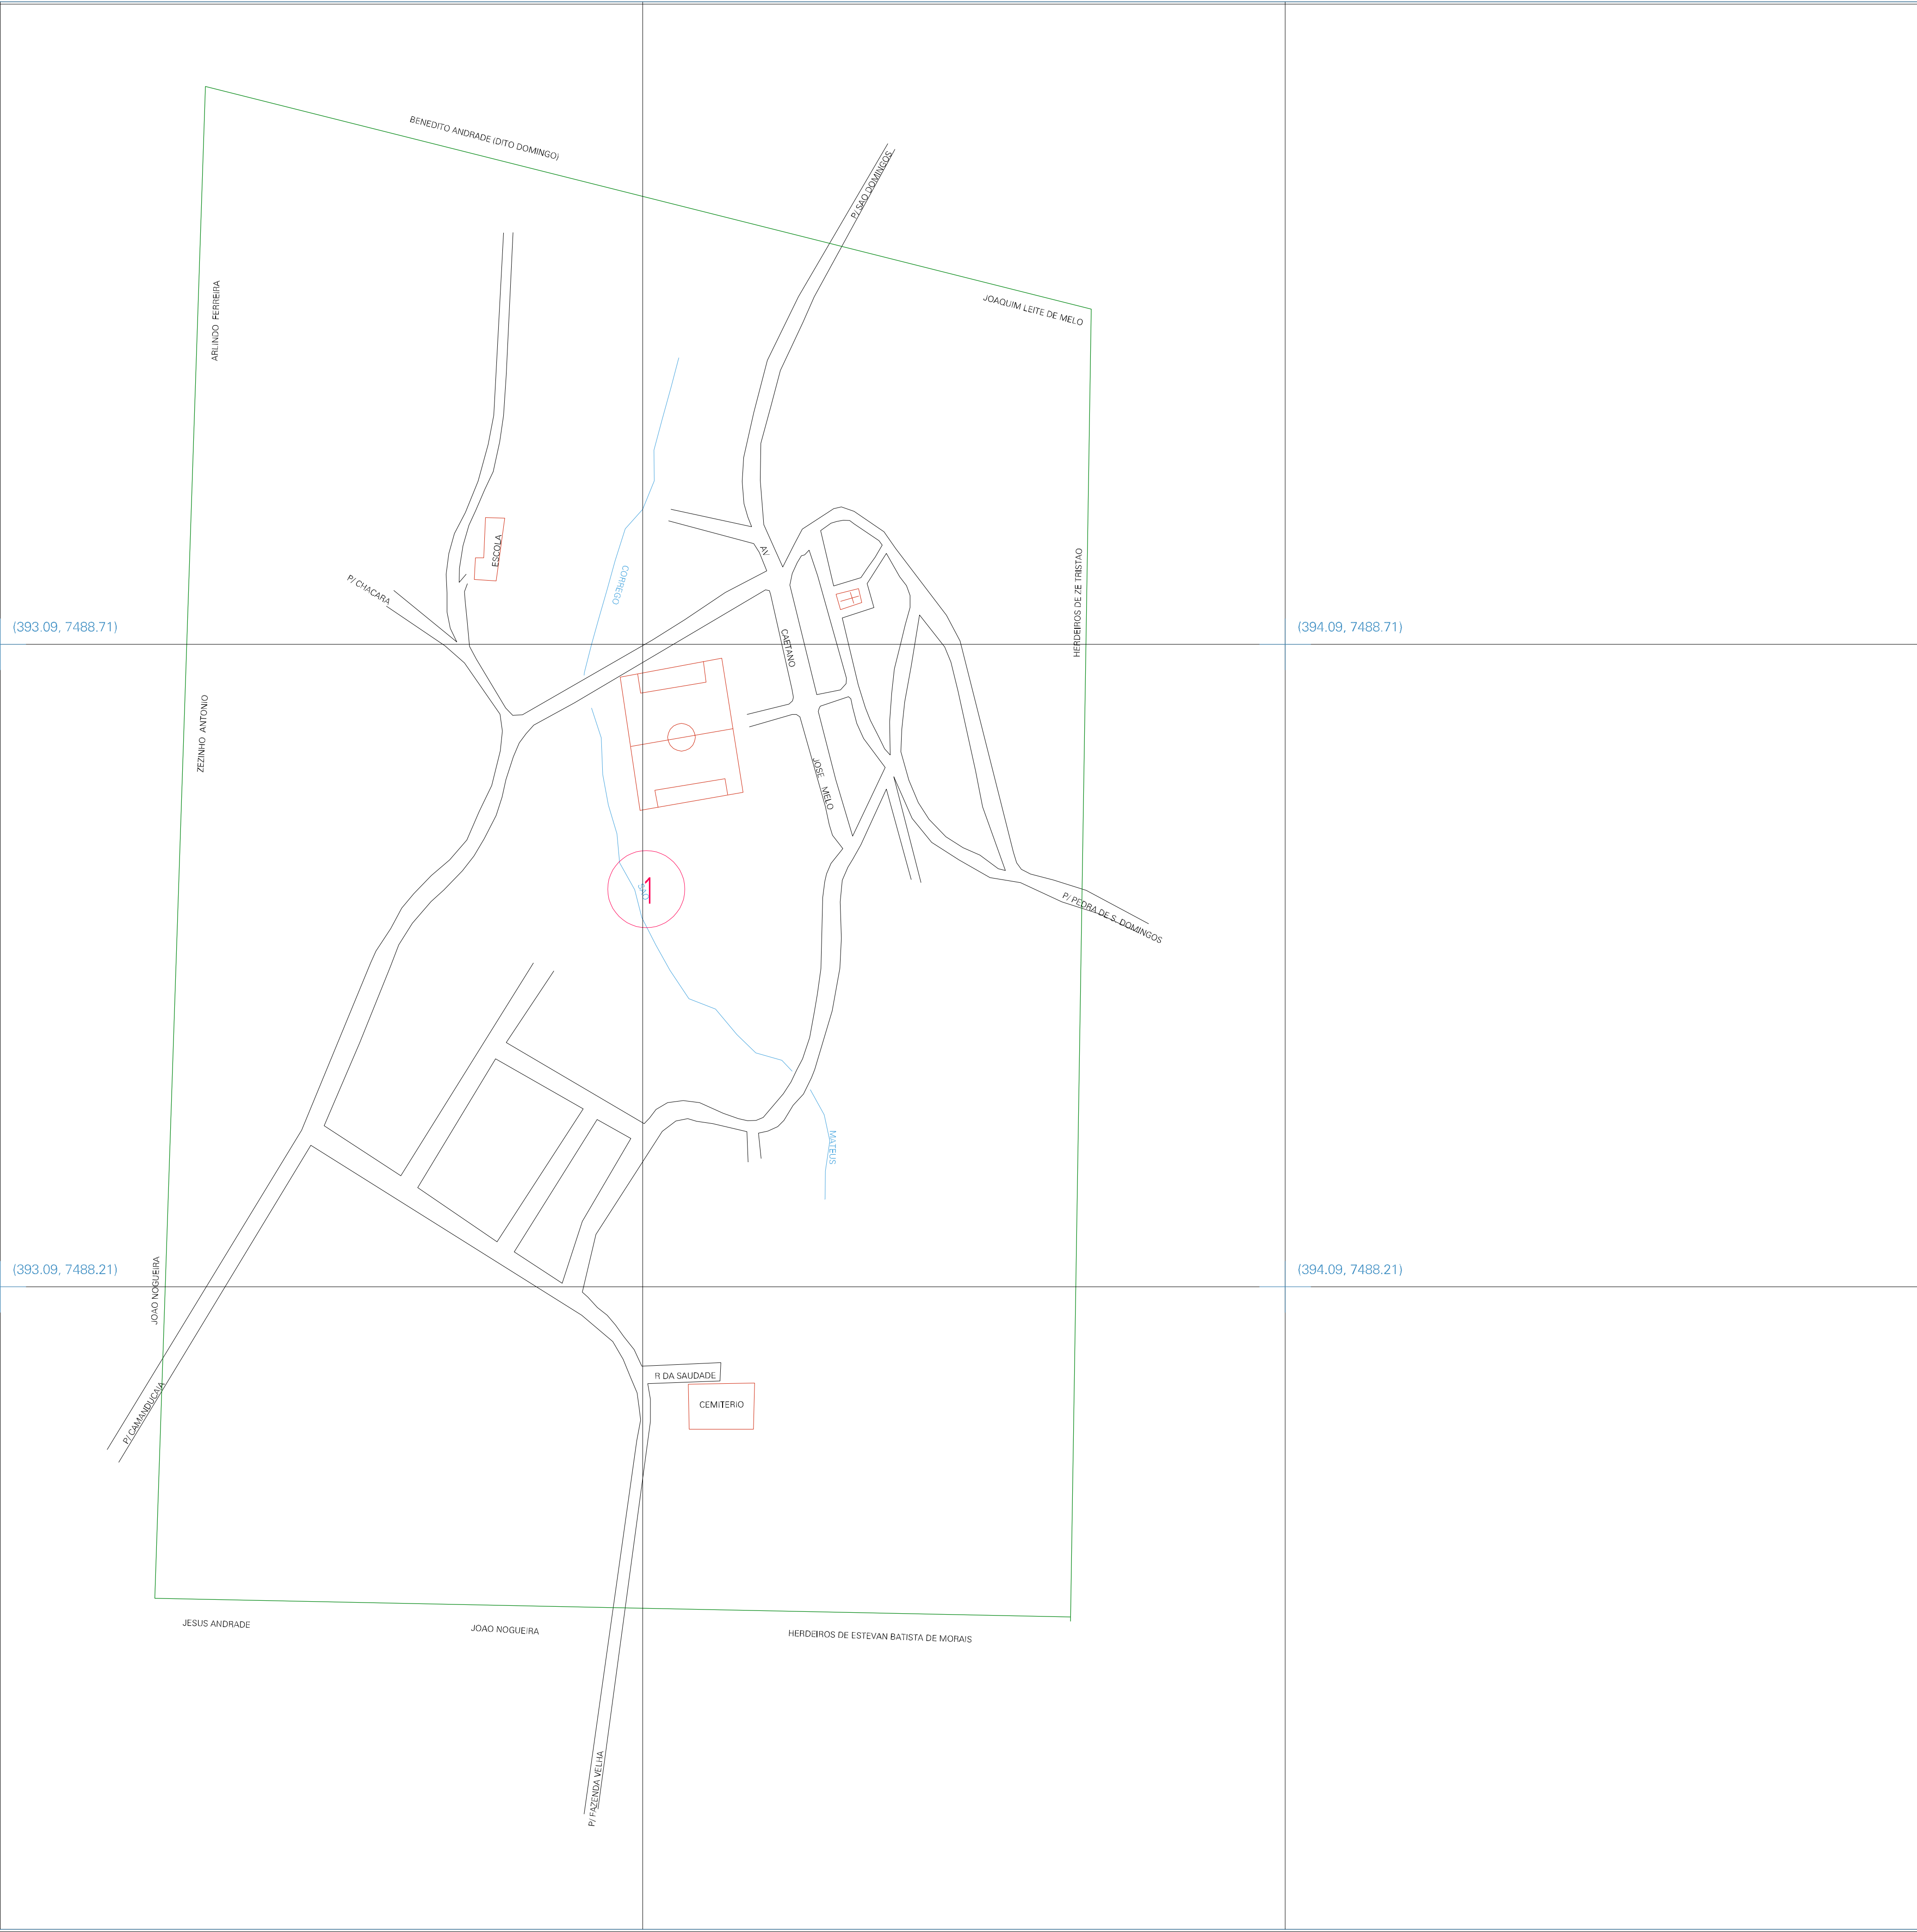 BENEDITO ANDRADE (DITO DOMINGO)
P/ SAO DOMINGOS
JOAQUIM LEITE DE MELO
ARLINDO FERREIRA
ESCOLA
AV.
CORREGO
P/ CHACARA
HERDEIROS DE ZE TRISTAO
(393.09, 7488.71)
(394.09, 7488.71)
CAETANO
ZEZINHO ANTONIO
JOSE MELO
1
SAO
P/ PEDRA DE S. DOMINGOS
MATEUS
JOAO NOGUEIRA
(393.09, 7488.21)
(394.09, 7488.21)
R DA SAUDADE
CEMITERIO
P/ CAMANDUCAIA
JESUS ANDRADE
JOAO NOGUEIRA
HERDEIROS DE ESTEVAN BATISTA DE MORAIS
P/ FAZENDA VELHA